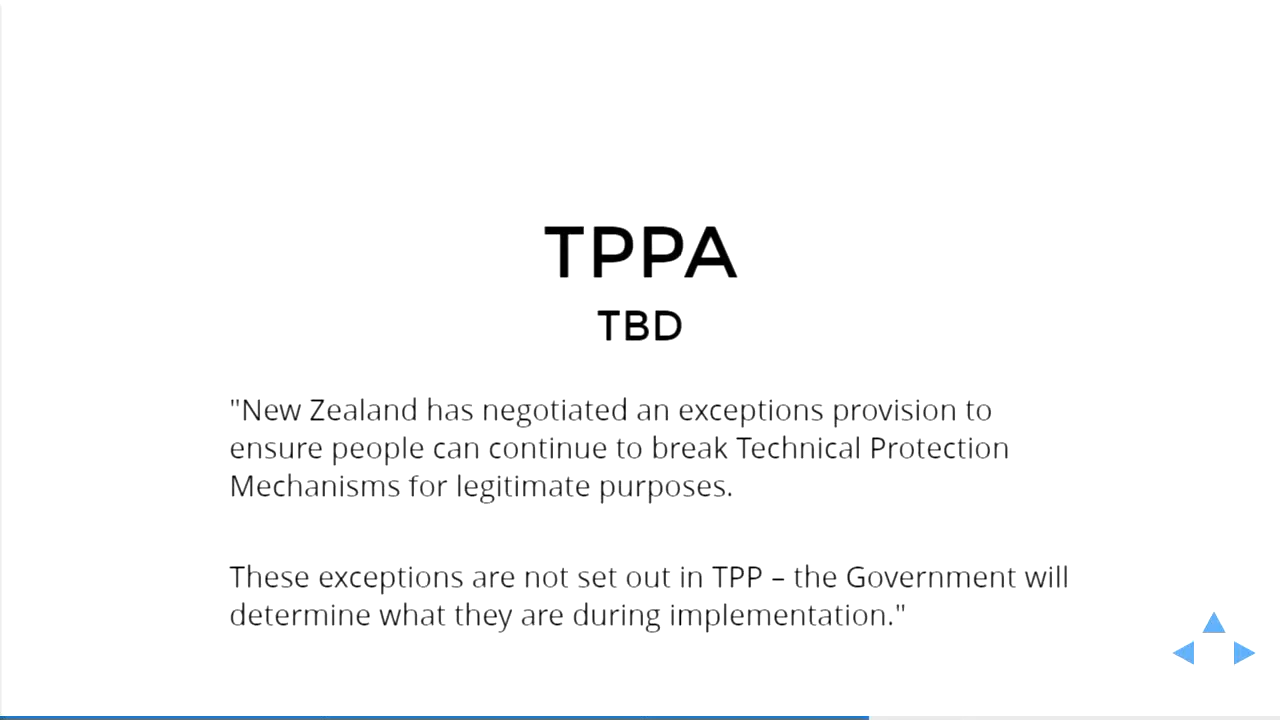 TPPA
TBD
"New Zealand has negotiated an exceptions provision to
ensure people can continue to break Technical Protection
Mechanisms for legitimate purposes.
These exceptions are not set out in TPP – the Government will
determine what they are during implementation."